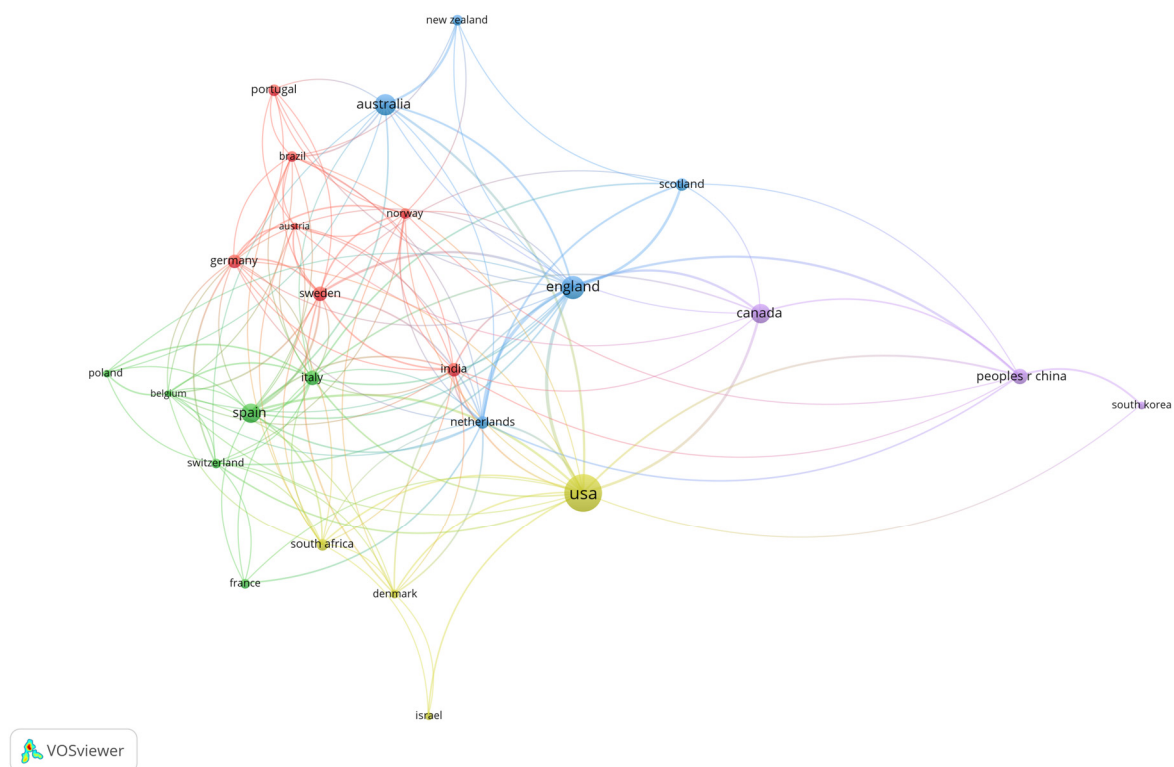 new zealand
portugal
australia
brazil
scotland
norway
austria
germany
england
sweden
canada
poland
italy
india
peoples r china
belgium
south korea
spain
netherlands
switzerland
usa
south africa
france
denmark
israel
VOSviewer